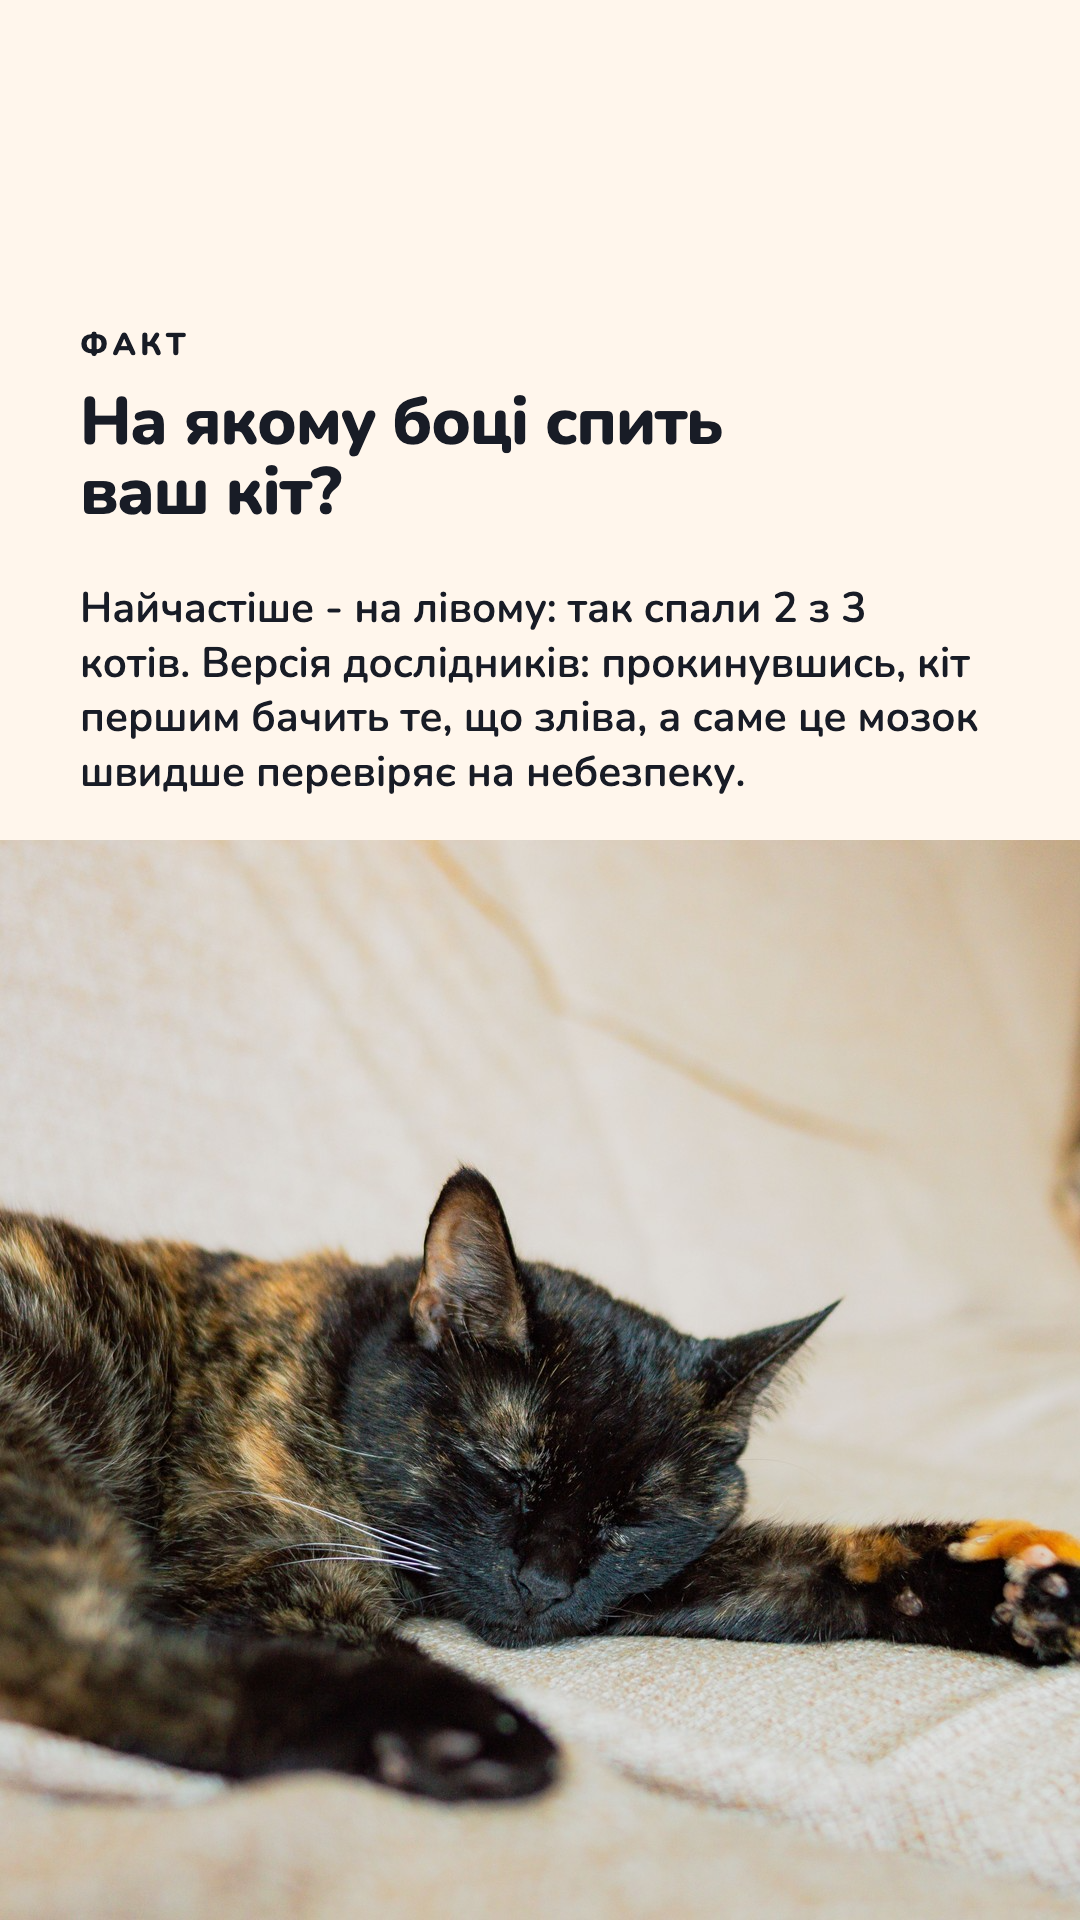 ФАКТ
На якому боці спить
ваш кіт?
Найчастіше - на лівому: так спали 2 з 3
котів. Версія дослідників: прокинувшись, кіт
першим бачить те, що зліва, а саме це мозок
швидше перевіряє на небезпеку.